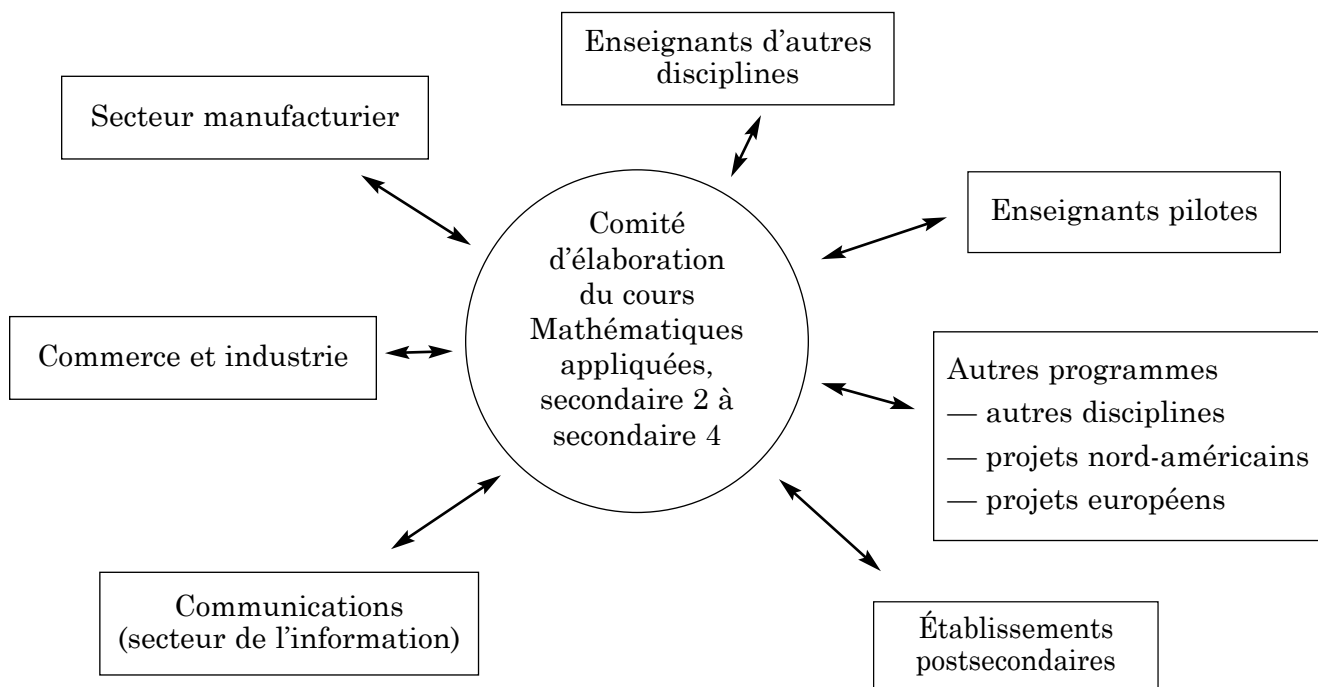 Enseignants d'autres
disciplines
Secteur manufacturier
Enseignants pilotes
Comité
d'élaboration
du cours
Mathématiques
appliquées,
secondaire 2 à
secondaire 4
Commerce et industrie
Autres programmes
— autres disciplines
— projets nord-américains
— projets européens
Communications
(secteur de l'information)
Établissements
postsecondaires